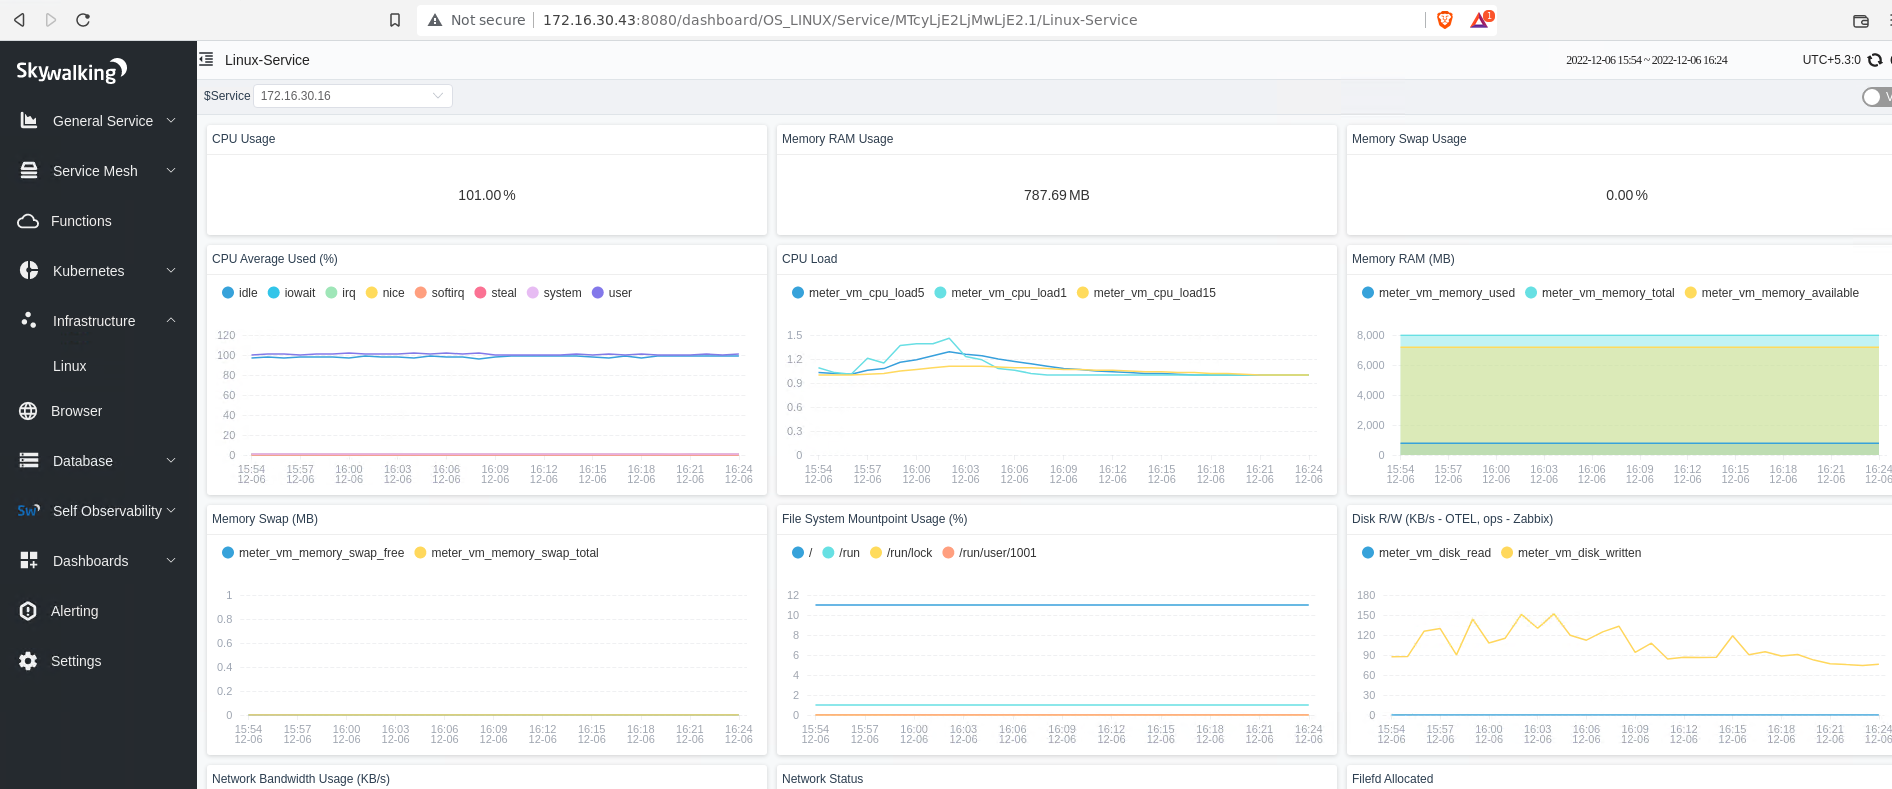 Not secure 172.16.30.43:8080/dashboard/OS_LINUX/Service/MTcyLjE2LjMwLjE2.1/Linux-Service
1
Skywalking
Linux-Service
2022-12-06 15:54 ~ 2022-12-06 16:24
UTC+5.3:0
$Service 172.16.30.16
V
General Service
Service Mesh
Functions
Kubernetes
Infrastructure
Linux
Browser
Database
Sw Self Observability
Dashboards
Alerting
Settings
CPU Usage
101.00 %
Memory RAM Usage
787.69 MB
Memory Swap Usage
0.00 %
CPU Average Used (%)
idle iowait irq nice softirq steal system user
120
100
80
60
40
20
0
15:54 15:57 16:00 16:03 16:06 16:09 16:12 16:15 16:18 16:21 16:24
12-06 12-06 12-06 12-06 12-06 12-06 12-06 12-06 12-06 12-06 12-06
CPU Load
meter_vm_cpu_load5 meter_vm_cpu_load1 meter_vm_cpu_load15
1.5
1.2
0.9
0.6
0.3
0
15:54 15:57 16:00 16:03 16:06 16:09 16:12 16:15 16:18 16:21 16:24
12-06 12-06 12-06 12-06 12-06 12-06 12-06 12-06 12-06 12-06 12-06
Memory RAM (MB)
meter_vm_memory_used meter_vm_memory_total meter_vm_memory_available
8,000
6,000
4,000
2,000
0
15:54 15:57 16:00 16:03 16:06 16:09 16:12 16:15 16:18 16:21 16:24
12-06 12-06 12-06 12-06 12-06 12-06 12-06 12-06 12-06 12-06 12-06
Memory Swap (MB)
meter_vm_memory_swap_free meter_vm_memory_swap_total
1
0.8
0.6
0.4
0.2
0
15:54 15:57 16:00 16:03 16:06 16:09 16:12 16:15 16:18 16:21 16:24
12-06 12-06 12-06 12-06 12-06 12-06 12-06 12-06 12-06 12-06 12-06
File System Mountpoint Usage (%)
/ /run /run/lock /run/user/1001
12
10
8
6
4
2
0
15:54 15:57 16:00 16:03 16:06 16:09 16:12 16:15 16:18 16:21 16:24
12-06 12-06 12-06 12-06 12-06 12-06 12-06 12-06 12-06 12-06 12-06
Disk R/W (KB/s - OTEL, ops - Zabbix)
meter_vm_disk_read meter_vm_disk_written
180
150
120
90
60
30
0
15:54 15:57 16:00 16:03 16:06 16:09 16:12 16:15 16:18 16:21 16:24
12-06 12-06 12-06 12-06 12-06 12-06 12-06 12-06 12-06 12-06 12-06
Network Bandwidth Usage (KB/s)
Network Status
Filefd Allocated